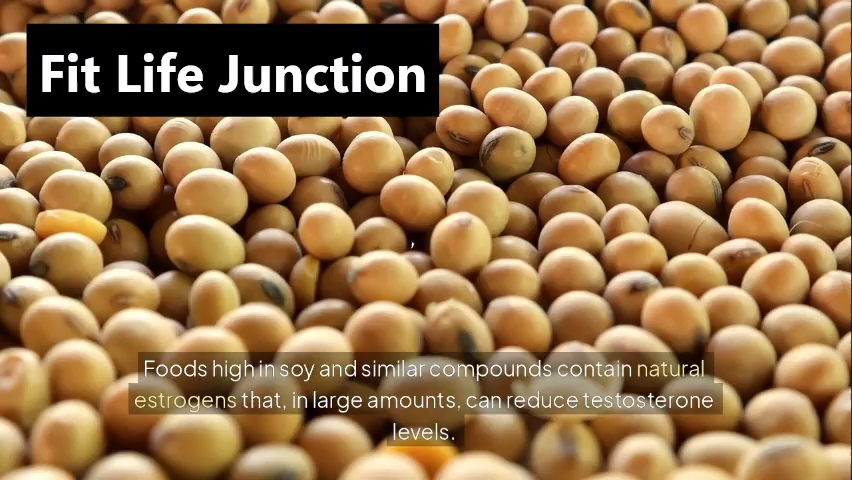 Fit Life Junction
Foods high in soy and similar compounds contain natural
estrogens that, in large amounts, can reduce testosterone
levels.